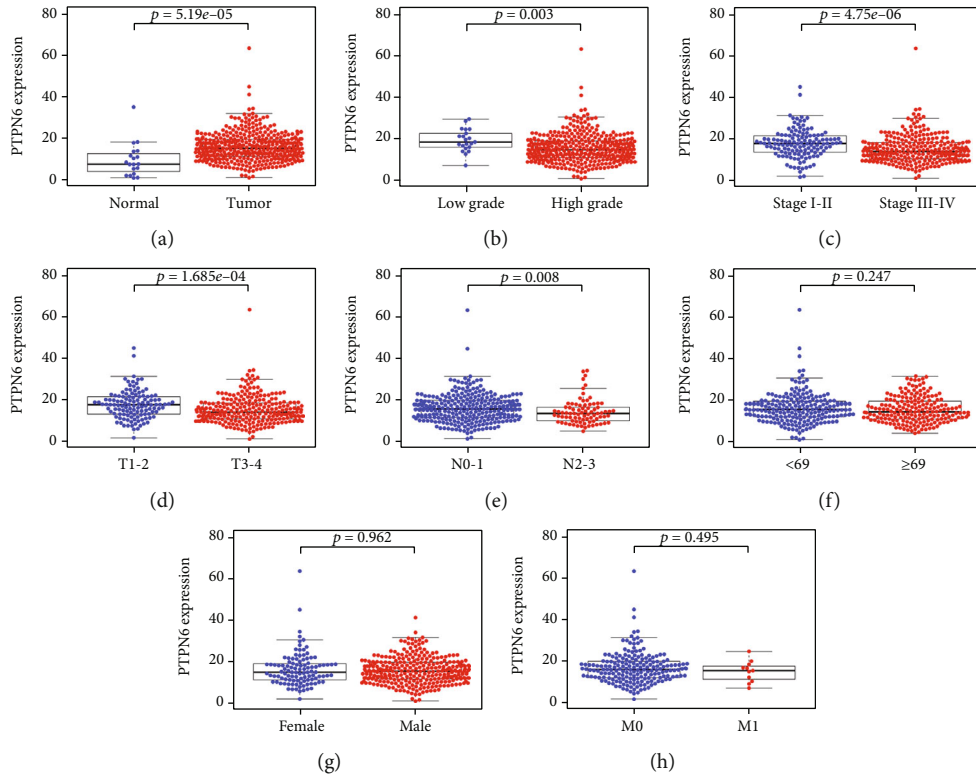 p = 5.19e−05
PTPN6 expression
80
60
40
20
0
Normal Tumor
(a)
p = 0.003
PTPN6 expression
80
60
40
20
0
Low grade High grade
(b)
p = 4.75e−06
PTPN6 expression
80
60
40
20
0
Stage I-II Stage III-IV
(c)
p = 1.685e−04
PTPN6 expression
80
60
40
20
0
T1-2 T3-4
(d)
p = 0.008
PTPN6 expression
80
60
40
20
0
N0-1 N2-3
(e)
p = 0.247
PTPN6 expression
80
60
40
20
0
<69 ≥69
(f)
p = 0.962
PTPN6 expression
80
60
40
20
0
Female Male
(g)
p = 0.495
PTPN6 expression
80
60
40
20
0
M0 M1
(h)